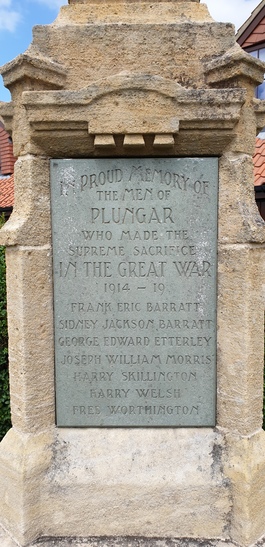 IN PROUD MEMORY OF
THE MEN OF
PLUNGAR
WHO MADE THE
SUPREME SACRIFICE
IN THE GREAT WAR
1914 – 19
FRANK ERIC BARRATT
SIDNEY JACKSON BARRATT
GEORGE EDWARD ETTERLEY
JOSEPH WILLIAM MORRIS
HARRY SKILLINGTON
HARRY WELSH
FRED WORTHINGTON